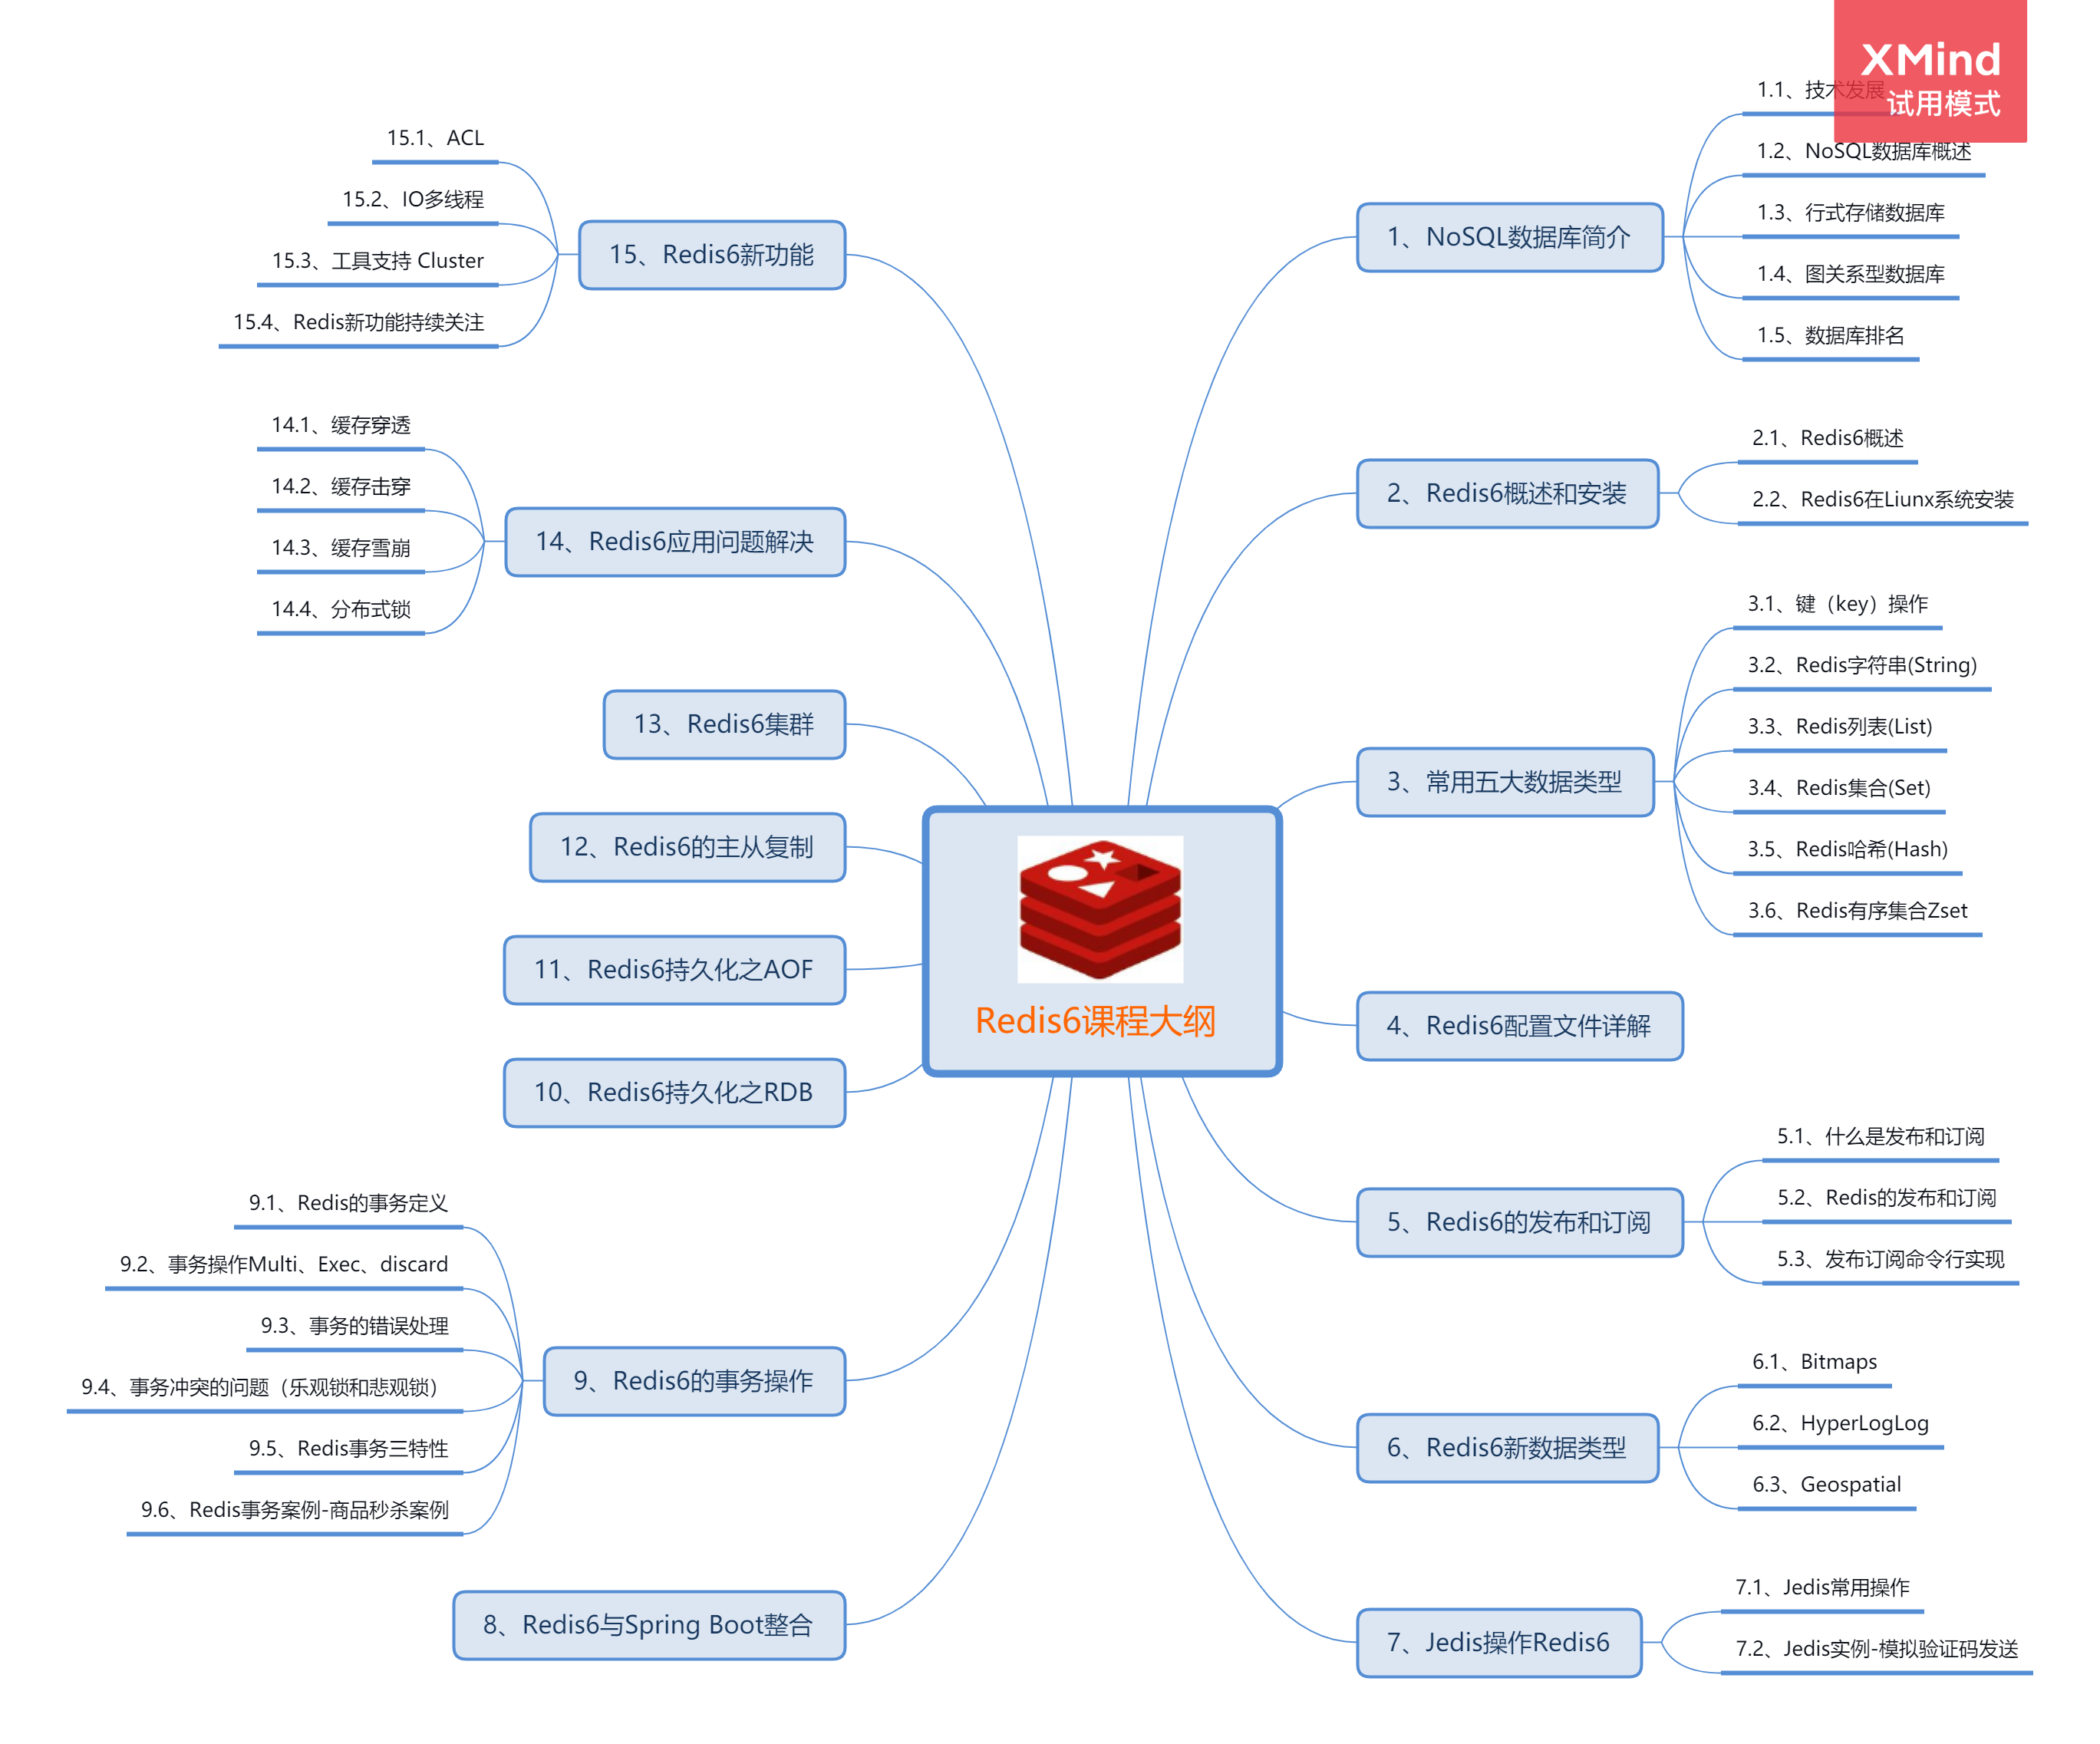 XMind
试用模式
Redis6课程大纲
1、NoSQL数据库简介
1.1、技术发展
1.2、NoSQL数据库概述
1.3、行式存储数据库
1.4、图关系型数据库
1.5、数据库排名
2、Redis6概述和安装
2.1、Redis6概述
2.2、Redis6在Liunx系统安装
3、常用五大数据类型
3.1、键（key）操作
3.2、Redis字符串(String)
3.3、Redis列表(List)
3.4、Redis集合(Set)
3.5、Redis哈希(Hash)
3.6、Redis有序集合Zset
4、Redis6配置文件详解
5、Redis6的发布和订阅
5.1、什么是发布和订阅
5.2、Redis的发布和订阅
5.3、发布订阅命令行实现
6、Redis6新数据类型
6.1、Bitmaps
6.2、HyperLogLog
6.3、Geospatial
7、Jedis操作Redis6
7.1、Jedis常用操作
7.2、Jedis实例-模拟验证码发送
8、Redis6与Spring Boot整合
9、Redis6的事务操作
9.1、Redis的事务定义
9.2、事务操作Multi、Exec、discard
9.3、事务的错误处理
9.4、事务冲突的问题（乐观锁和悲观锁）
9.5、Redis事务三特性
9.6、Redis事务案例-商品秒杀案例
10、Redis6持久化之RDB
11、Redis6持久化之AOF
12、Redis6的主从复制
13、Redis6集群
14、Redis6应用问题解决
14.1、缓存穿透
14.2、缓存击穿
14.3、缓存雪崩
14.4、分布式锁
15、Redis6新功能
15.1、ACL
15.2、IO多线程
15.3、工具支持 Cluster
15.4、Redis新功能持续关注